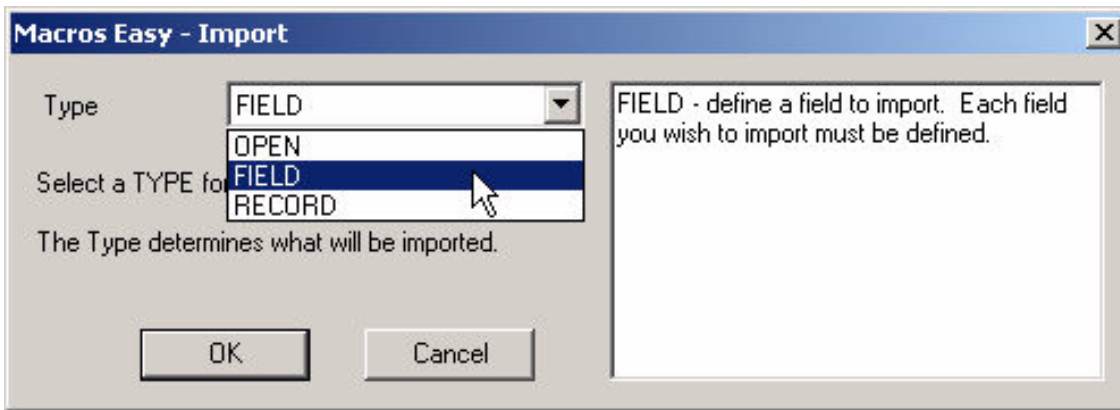 Macros Easy - Import
Type
FIELD
OPEN
FIELD
RECORD
Select a TYPE for
The Type determines what will be imported.
OK
Cancel
FIELD - define a field to import. Each field
you wish to import must be defined.